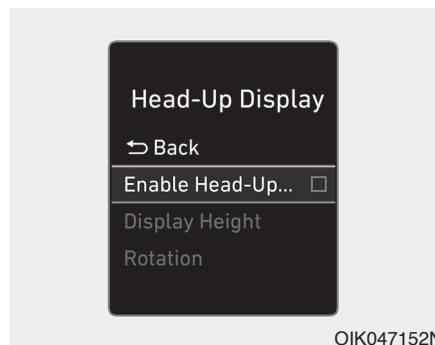 Head-Up Display
Back
Enable Head-Up...
Display Height
Rotation
OIK047152N